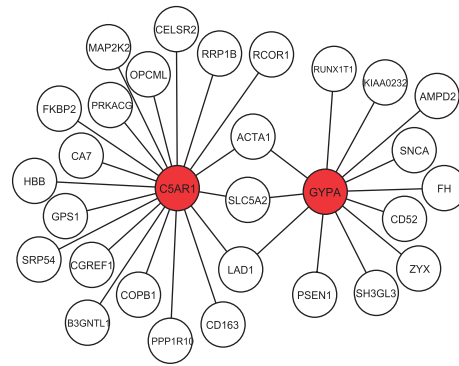 CELSR2
MAP2K2
RRP1B
RCOR1
OPCML
RUNX1T1
KIAA0232
FKBP2
PRKACG
AMPD2
ACTA1
CA7
SNCA
HBB
C5AR1
GYPA
FH
SLC5A2
GPS1
CD52
SRP54
CGREF1
LAD1
ZYX
COPB1
PSEN1
SH3GL3
B3GNTL1
CD163
PPP1R10